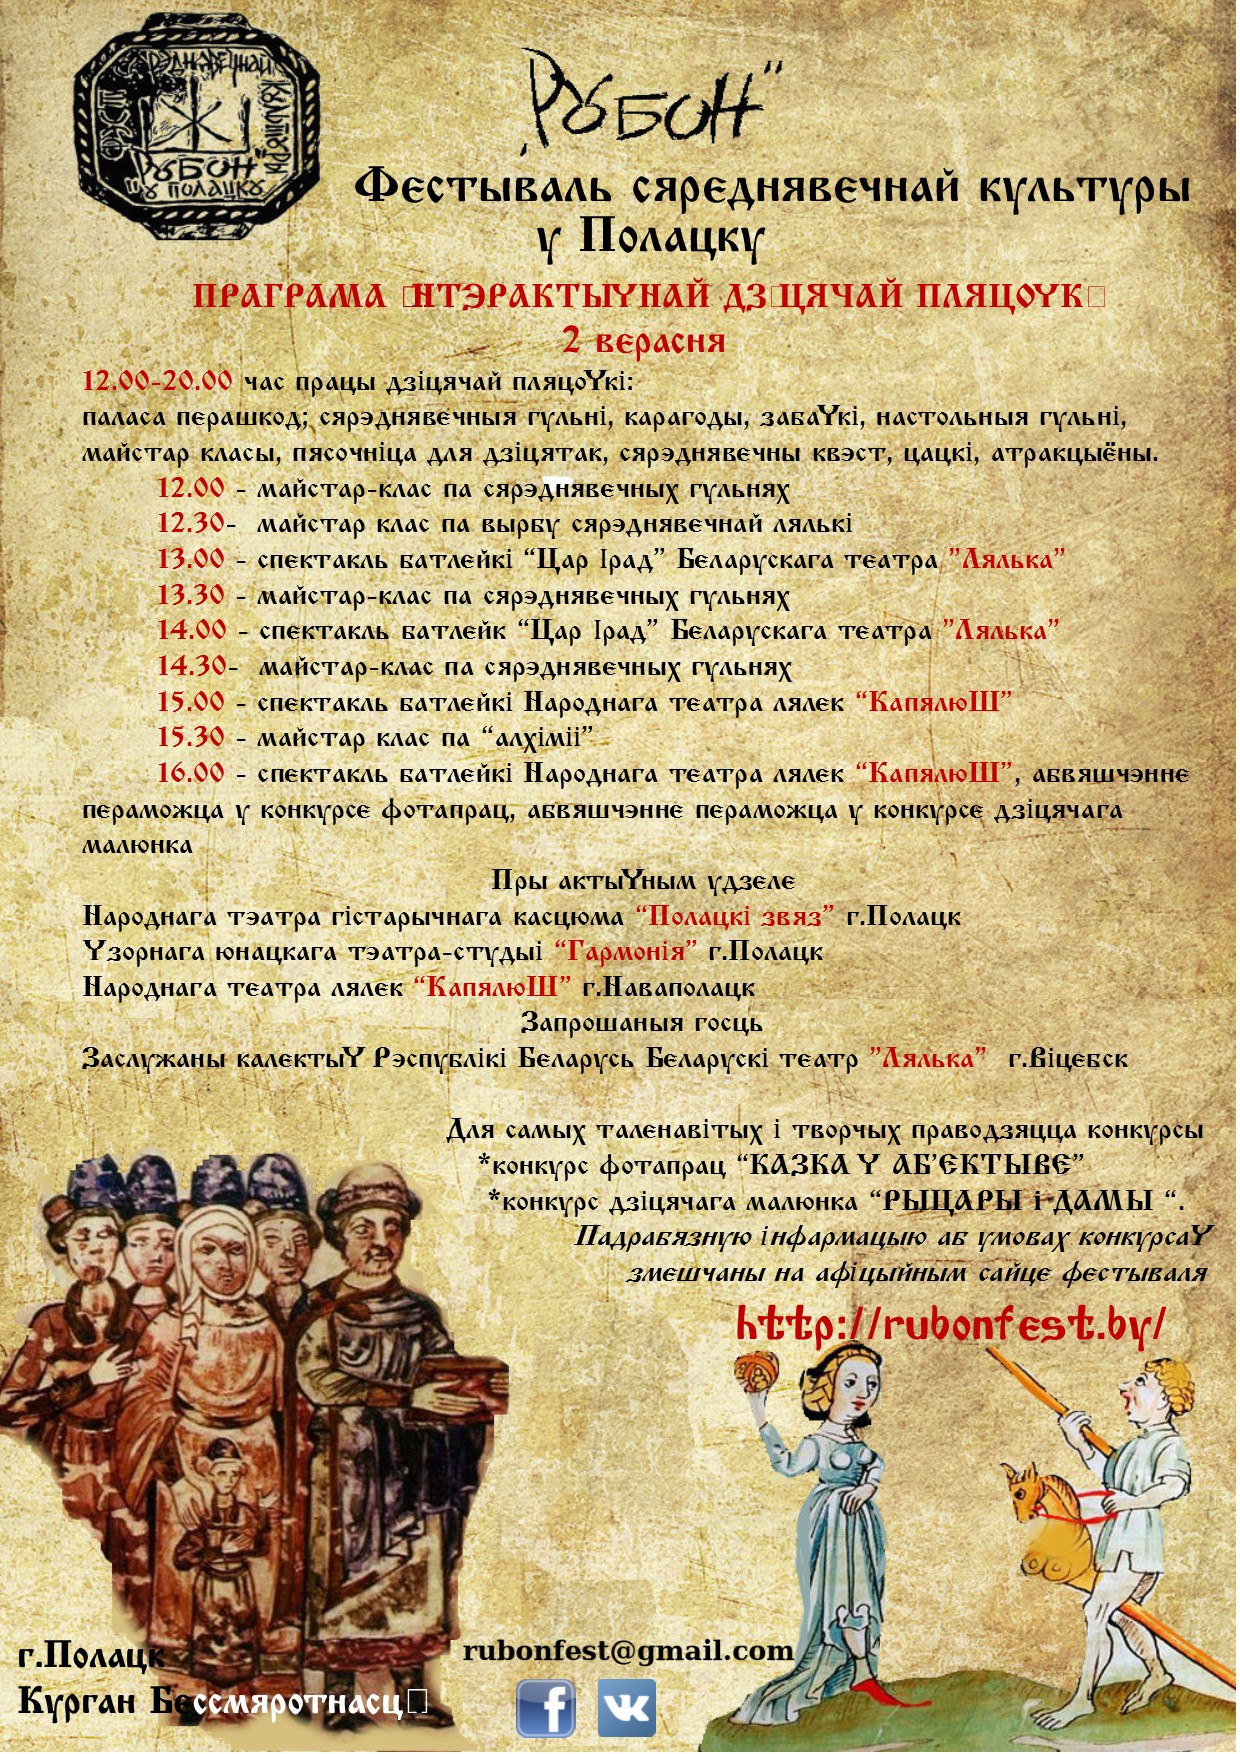 сярэднявечнай культуры
"Рубон"
у Полацку
"Рубон"
Фестываль сяреднявечнай культуры
у Полацку
ПРАГРАМА □НТЭРАКТЫЎНАЙ ДЗ□ЦЯЧАЙ ПЛЯЦОЎК□
2 верасня
12.00-20.00 час працы дзіцячай пляцоЎкі:
паласа перашкод; сярэднявечныя гульні, карагоды, забаЎкі, настольныя гульні,
майстар класы, пясочніца для дзіцятак, сярэднявечны квэст, цацкі, атракцыёны.
12.00 - майстар-клас па сярэднявечных гульнях
12.30- майстар клас па вырбу сярэднявечнай лялькі
13.00 - спектакль батлейкі “Цар Ірад” Беларускага театра ”Лялька”
13.30 - майстар-клас па сярэднявечных гульнях
14.00 - спектакль батлейк “Цар Ірад” Беларускага театра ”Лялька”
14.30- майстар-клас па сярэднявечных гульнях
15.00 - спектакль батлейкі Народнага театра лялек “КапялюШ”
15.30 - майстар клас па “алхіміі”
16.00 - спектакль батлейкі Народнага театра лялек “КапялюШ”, абвяшчэнне
пераможца у конкурсе фотапрац, абвяшчэнне пераможца у конкурсе дзіцячага
малюнка
Пры актыЎным удзеле
Народнага тэатра гістарычнага касцюма “Полацкі звяз” г.Полацк
Ўзорнага юнацкага тэатра-студыі “Гармонія” г.Полацк
Народнага театра лялек “КапялюШ” г.Наваполацк
Запрошаныя госць
Заслужаны калектыЎ Рэспублікі Беларусь Беларускі театр ”Лялька” г.Віцебск
Для самых таленавітых і творчых праводзяцца конкурсы
*конкурс фотапрац “КАЗКА Ў АБ’ЕКТЫВЕ”
*конкурс дзіцячага малюнка “РЫЦАРЫ і ДАМЫ “.
Падрабязную інфармацыю аб умовах конкурсаЎ
змешчаны на афіцыйным сайце фестываля
http://rubonfest.by/
rubonfest@gmail.com
г.Полацк
Курган Бессмяротнасц□